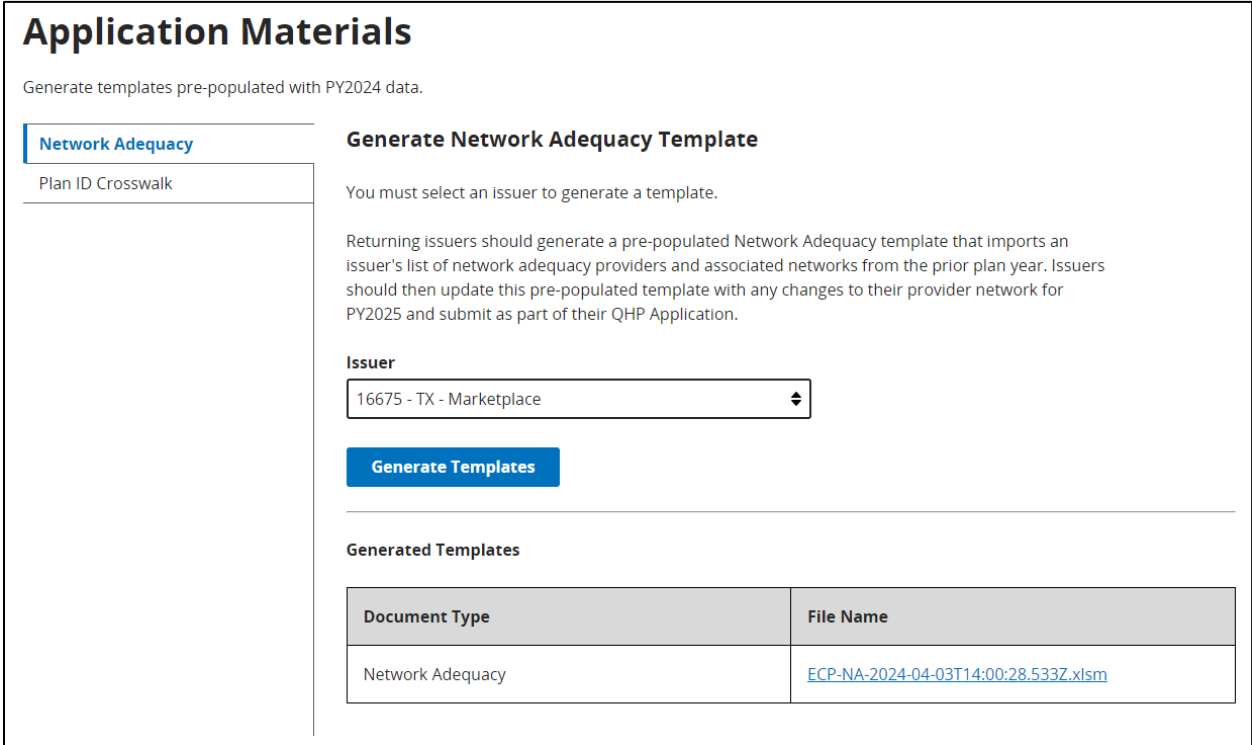 Application Materials
Generate templates pre-populated with PY2024 data.
Network Adequacy
Plan ID Crosswalk
Generate Network Adequacy Template
You must select an issuer to generate a template.
Returning issuers should generate a pre-populated Network Adequacy template that imports an
issuer's list of network adequacy providers and associated networks from the prior plan year. Issuers
should then update this pre-populated template with any changes to their provider network for
PY2025 and submit as part of their QHP Application.
Issuer
16675 - TX - Marketplace
Generate Templates
Generated Templates
Document Type File Name
Network Adequacy ECP-NA-2024-04-03T14:00:28.533Z.xlsm